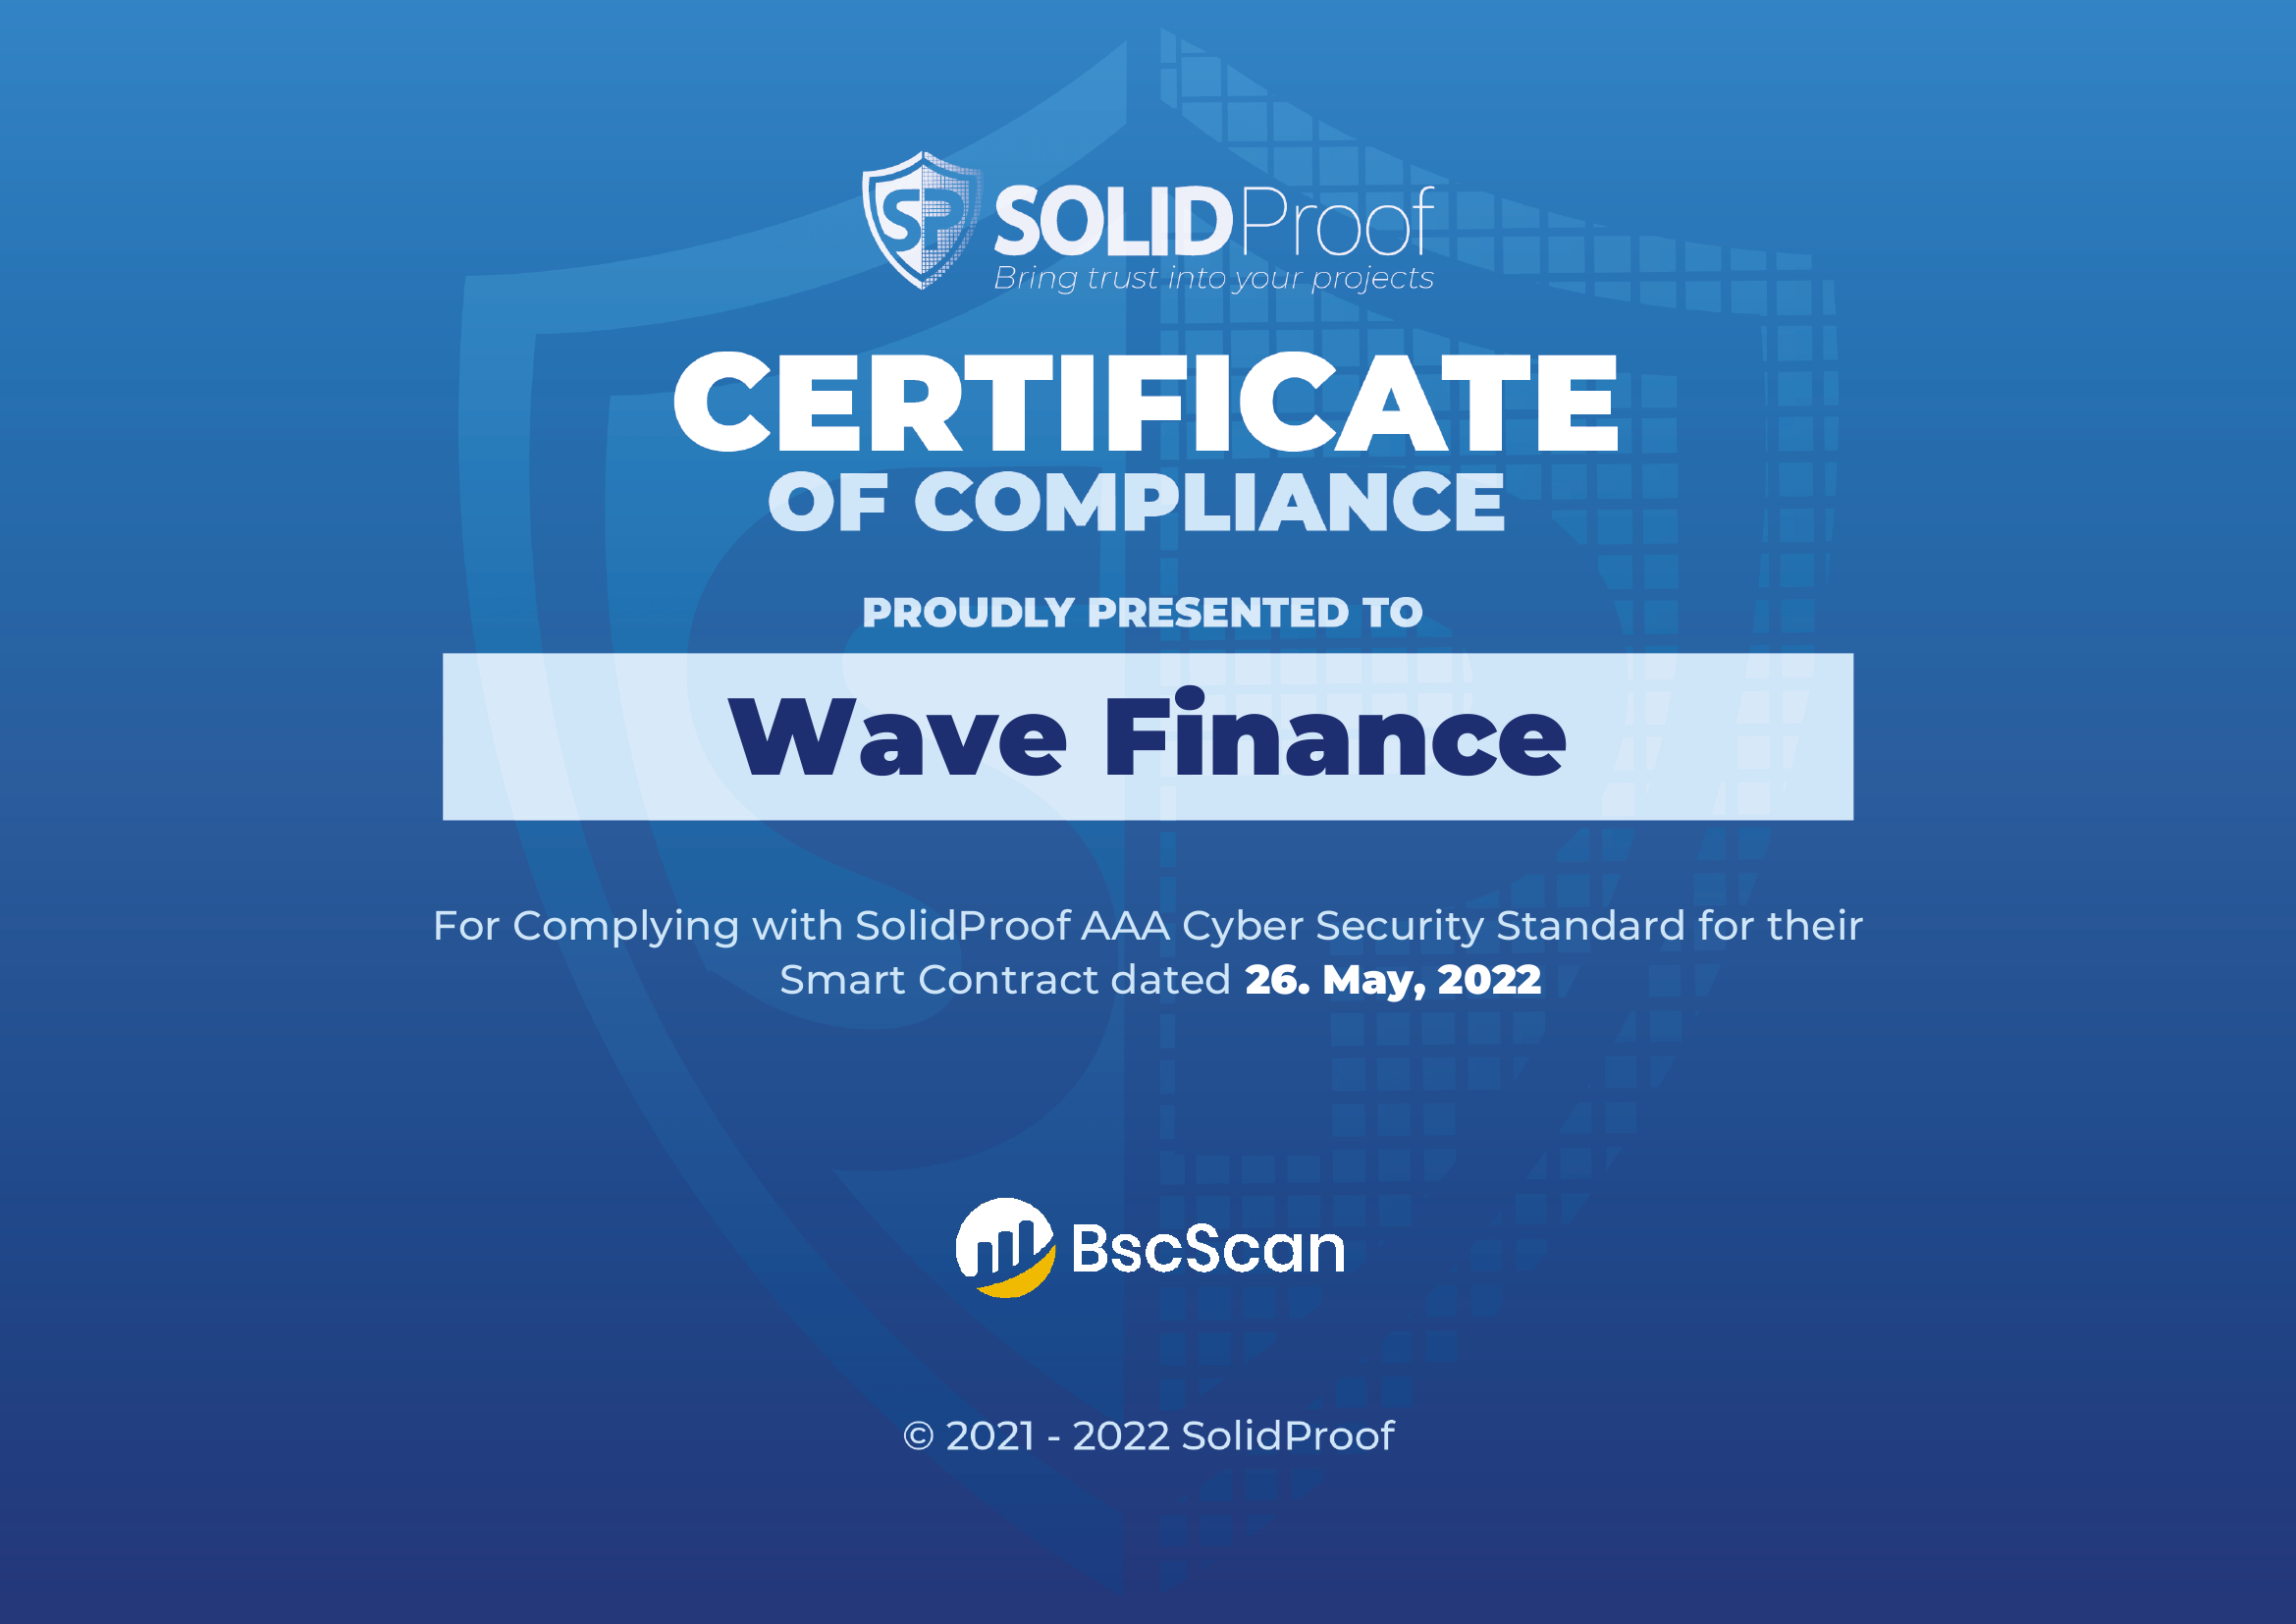 SP SOLIDProof
Bring trust into your projects
CERTIFICATE
OF COMPLIANCE
PROUDLY PRESENTED TO
Wave Finance
For Complying with SolidProof AAA Cyber Security Standard for their
Smart Contract dated 26. May, 2022
BscScan
© 2021 - 2022 SolidProof